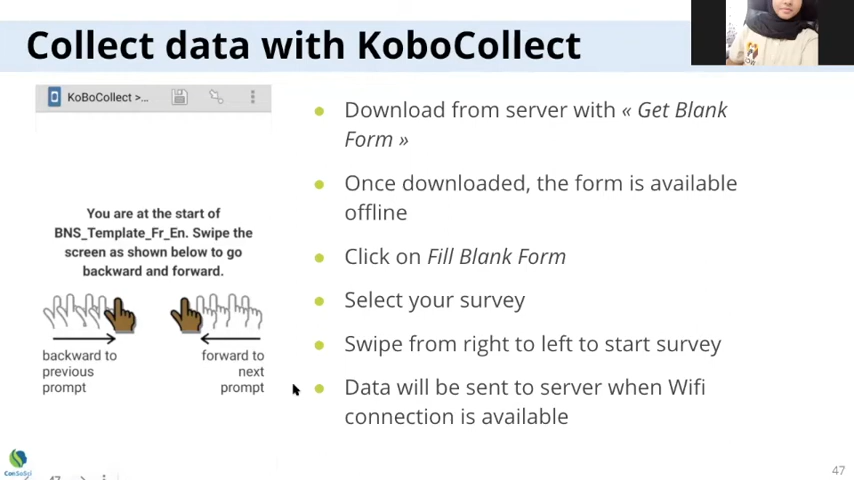 Collect data with KoboCollect
KoBoCollect >...
You are at the start of
BNS_Template_Fr_En. Swipe the
screen as shown below to go
backward and forward.
backward to
previous
prompt
forward to
next
prompt
Download from server with « Get Blank
Form »
Once downloaded, the form is available
offline
Click on Fill Blank Form
Select your survey
Swipe from right to left to start survey
Data will be sent to server when Wifi
connection is available
ConSoSci
47